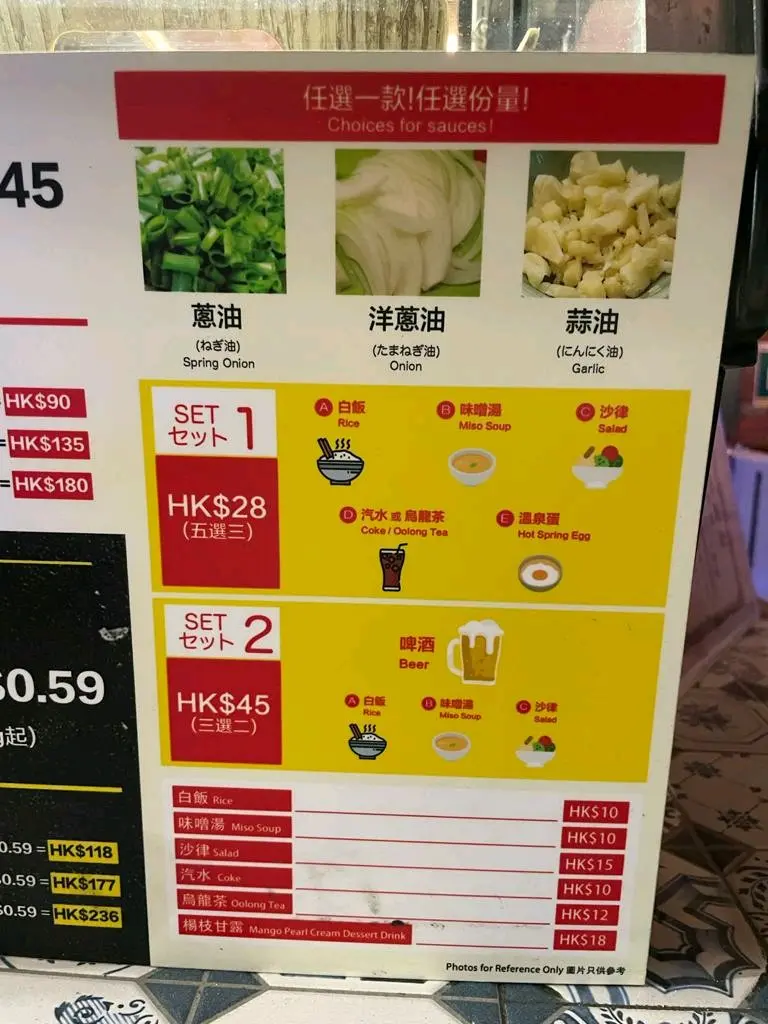 任選一款!任選份量!
Choices for sauces!
45
蔥油
(ねぎ油)
Spring Onion
洋蔥油
(たまねぎ油)
Onion
蒜油
(にんにく油)
Garlic
HK$90
=HK$135
=HK$180
SET
セット 1
HK$28
(五選三)
A 白飯
Rice
B 味噌湯
Miso Soup
C 沙律
Salad
D 汽水 或 烏龍茶
Coke / Oolong Tea
E 溫泉蛋
Hot Spring Egg
SET
セット 2
HK$45
(三選二)
啤酒
Beer
A 白飯
Rice
B 味噌湯
Miso Soup
C 沙律
Salad
$0.59
起)
0.59 = HK$118
$0.59 = HK$177
$0.59 = HK$236
白飯 Rice HK$10
味噌湯 Miso Soup HK$10
沙律 Salad HK$15
汽水 Coke HK$10
烏龍茶 Oolong Tea HK$12
楊枝甘露 Mango Pearl Cream Dessert Drink HK$18
Photos for Reference Only 圖片只供參考